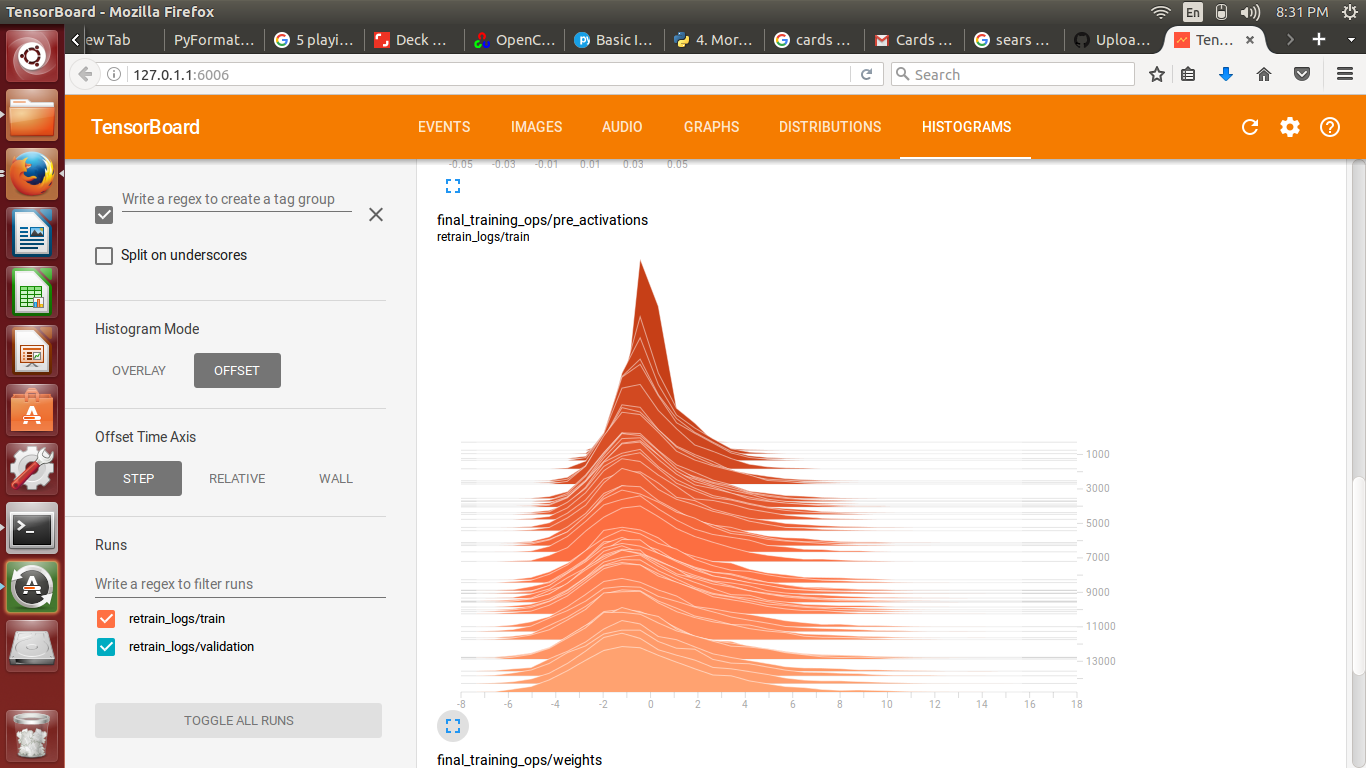 TensorBoard - Mozilla Firefox
En
8:31 PM
ew Tab
PyFormat...
5 playi...
Deck ...
OpenC...
Basic I...
4. Mor...
cards ...
Cards ...
sears ...
Uploa...
Ten...
127.0.1.1:6006
Search
TensorBoard
EVENTS
IMAGES
AUDIO
GRAPHS
DISTRIBUTIONS
HISTOGRAMS
Write a regex to create a tag group
Split on underscores
Histogram Mode
OVERLAY
OFFSET
Offset Time Axis
STEP
RELATIVE
WALL
Runs
Write a regex to filter runs
retrain_logs/train
retrain_logs/validation
TOGGLE ALL RUNS
-0.05 -0.03 -0.01 0.01 0.03 0.05
final_training_ops/pre_activations
retrain_logs/train
1000
3000
5000
7000
9000
11000
13000
-8 -6 -4 -2 0 2 4 6 8 10 12 14 16 18
final_training_ops/weights